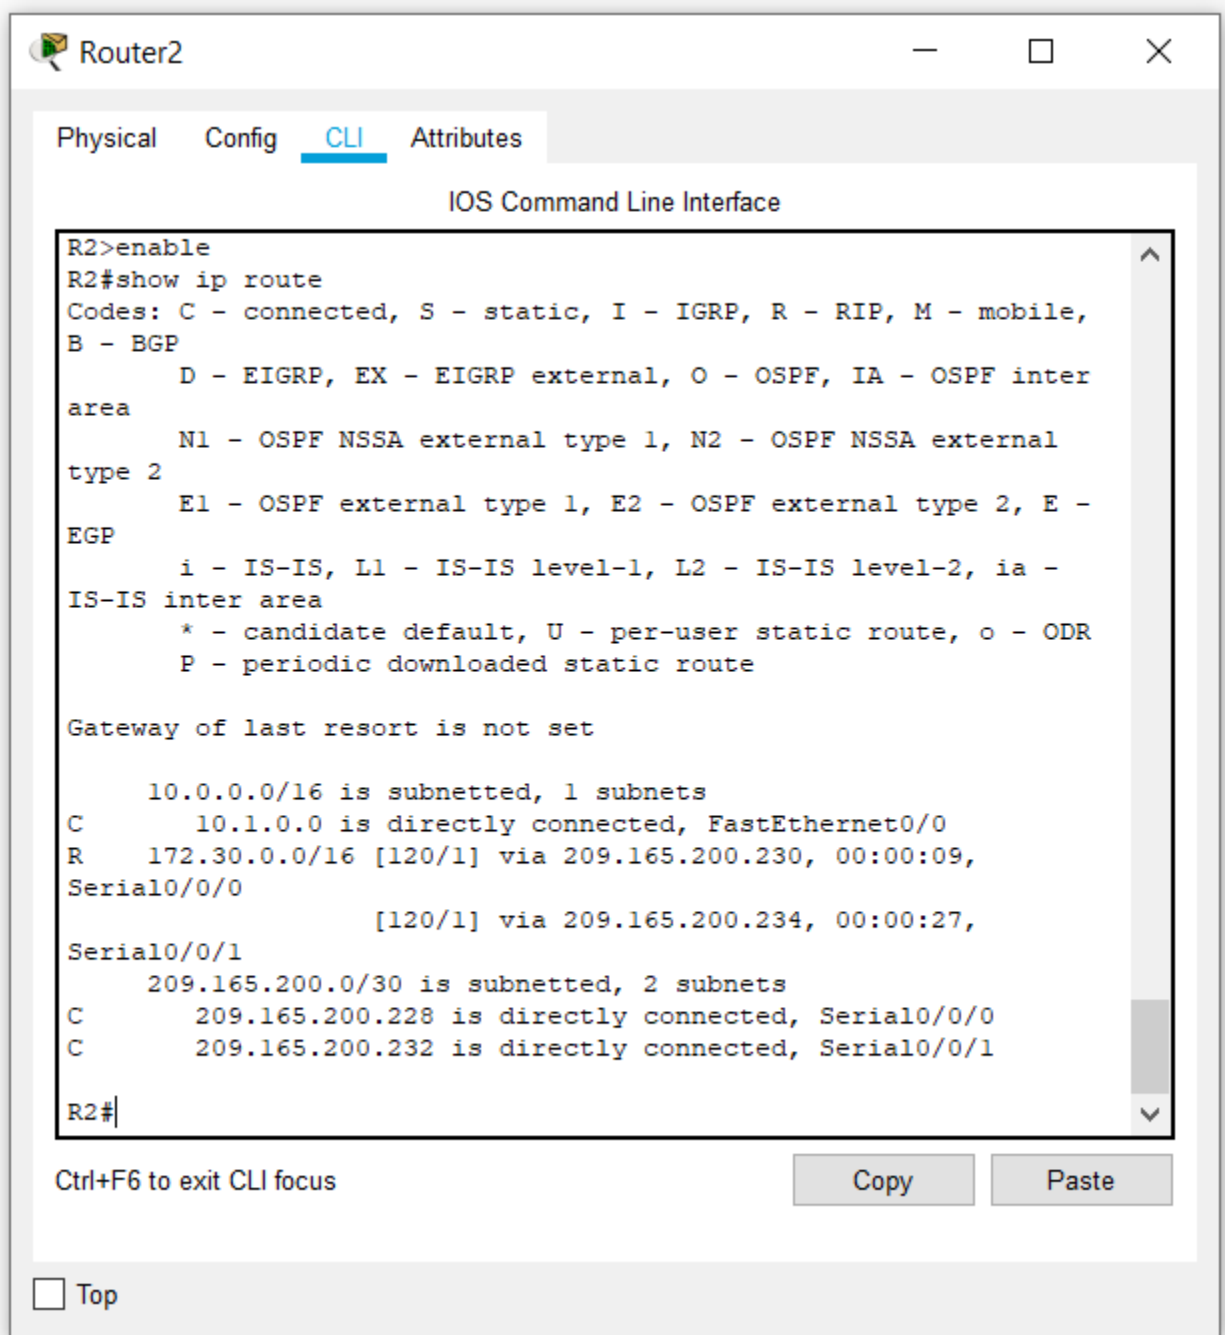 Router2
Physical Config CLI Attributes
IOS Command Line Interface
R2>enable
R2#show ip route
Codes: C - connected, S - static, I - IGRP, R - RIP, M - mobile,
B - BGP
D - EIGRP, EX - EIGRP external, O - OSPF, IA - OSPF inter
area
N1 - OSPF NSSA external type 1, N2 - OSPF NSSA external
type 2
E1 - OSPF external type 1, E2 - OSPF external type 2, E -
EGP
i - IS-IS, L1 - IS-IS level-1, L2 - IS-IS level-2, ia -
IS-IS inter area
* - candidate default, U - per-user static route, o - ODR
P - periodic downloaded static route
Gateway of last resort is not set
10.0.0.0/16 is subnetted, 1 subnets
C 10.1.0.0 is directly connected, FastEthernet0/0
R 172.30.0.0/16 [120/1] via 209.165.200.230, 00:00:09,
Serial0/0/0
[120/1] via 209.165.200.234, 00:00:27,
Serial0/0/1
209.165.200.0/30 is subnetted, 2 subnets
C 209.165.200.228 is directly connected, Serial0/0/0
C 209.165.200.232 is directly connected, Serial0/0/1
R2#
Ctrl+F6 to exit CLI focus Copy Paste
Top